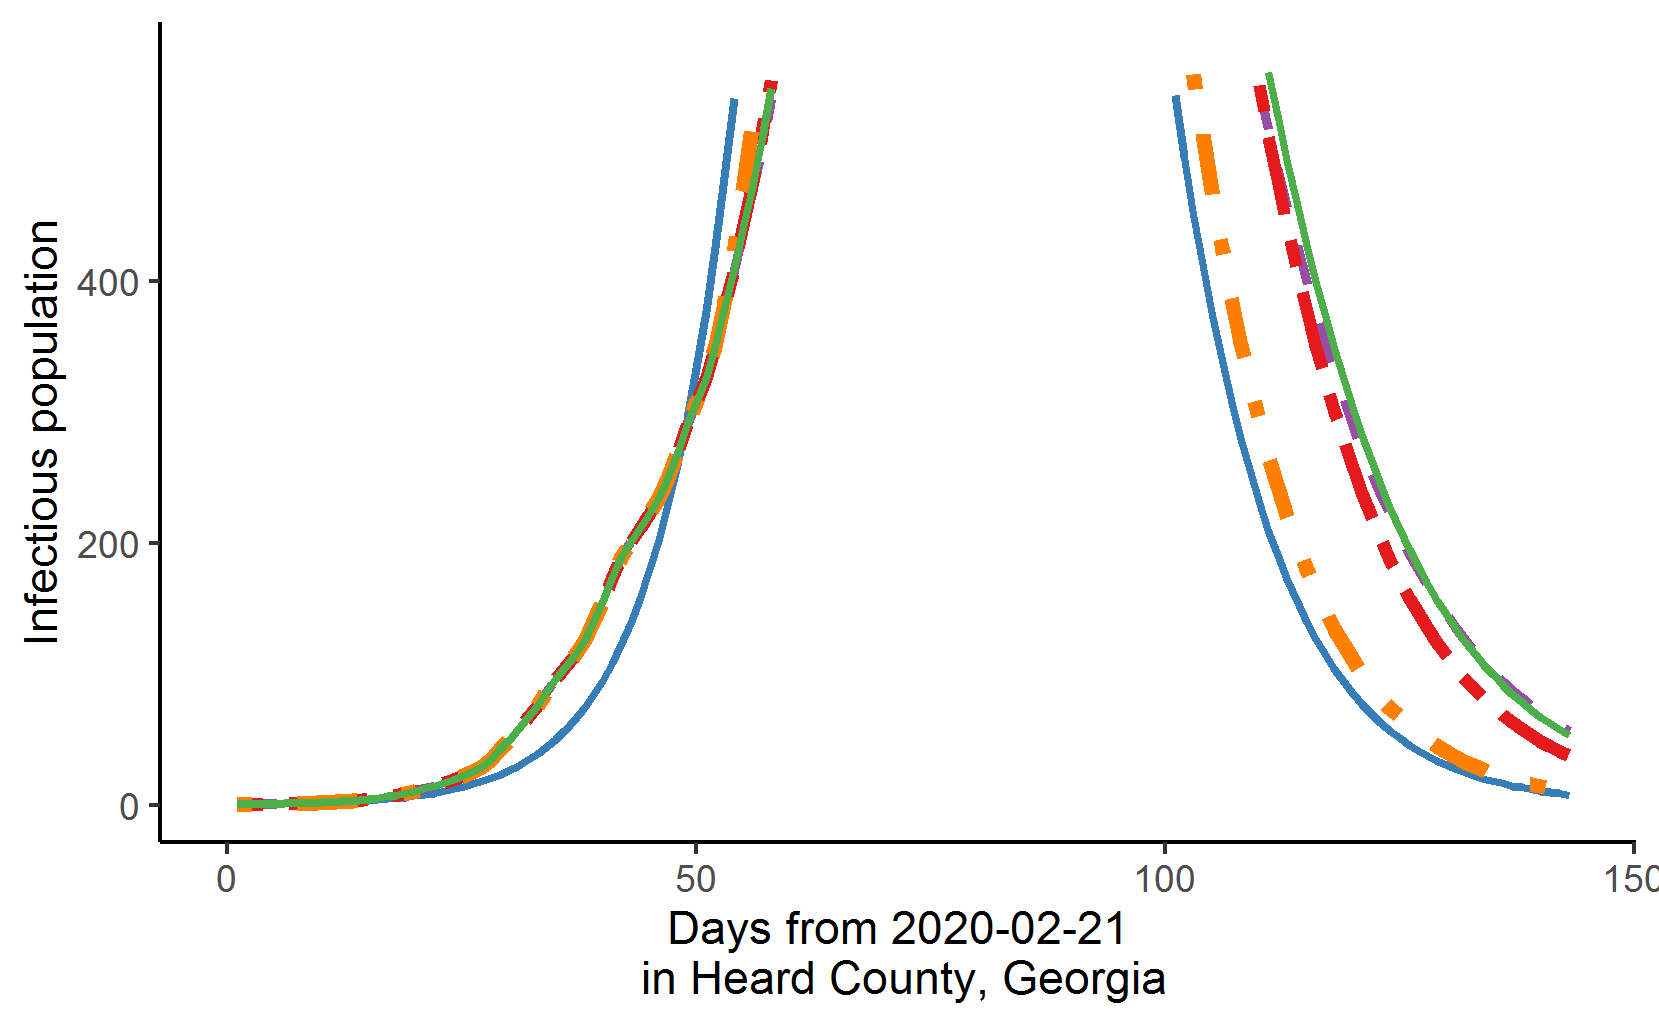 Infectious population
400
200
0
0 50 100 150
Days from 2020-02-21
in Heard County, Georgia